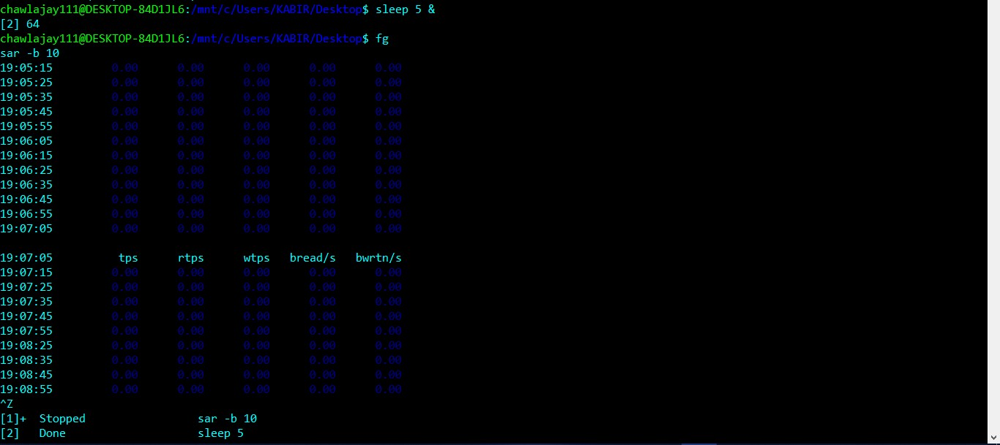 chawlajay111@DESKTOP-84D1JL6:/mnt/c/Users/KABIR/Desktop$ sleep 5 &
[2] 64
chawlajay111@DESKTOP-84D1JL6:/mnt/c/Users/KABIR/Desktop$ fg
sar -b 10
19:05:15 0.00 0.00 0.00 0.00 0.00
19:05:25 0.00 0.00 0.00 0.00 0.00
19:05:35 0.00 0.00 0.00 0.00 0.00
19:05:45 0.00 0.00 0.00 0.00 0.00
19:05:55 0.00 0.00 0.00 0.00 0.00
19:06:05 0.00 0.00 0.00 0.00 0.00
19:06:15 0.00 0.00 0.00 0.00 0.00
19:06:25 0.00 0.00 0.00 0.00 0.00
19:06:35 0.00 0.00 0.00 0.00 0.00
19:06:45 0.00 0.00 0.00 0.00 0.00
19:06:55 0.00 0.00 0.00 0.00 0.00
19:07:05 0.00 0.00 0.00 0.00 0.00
19:07:05 tps rtps wtps bread/s bwrtn/s
19:07:15 0.00 0.00 0.00 0.00 0.00
19:07:25 0.00 0.00 0.00 0.00 0.00
19:07:35 0.00 0.00 0.00 0.00 0.00
19:07:45 0.00 0.00 0.00 0.00 0.00
19:07:55 0.00 0.00 0.00 0.00 0.00
19:08:25 0.00 0.00 0.00 0.00 0.00
19:08:35 0.00 0.00 0.00 0.00 0.00
19:08:45 0.00 0.00 0.00 0.00 0.00
19:08:55 0.00 0.00 0.00 0.00 0.00
^Z
[1]+ Stopped sar -b 10
[2] Done sleep 5